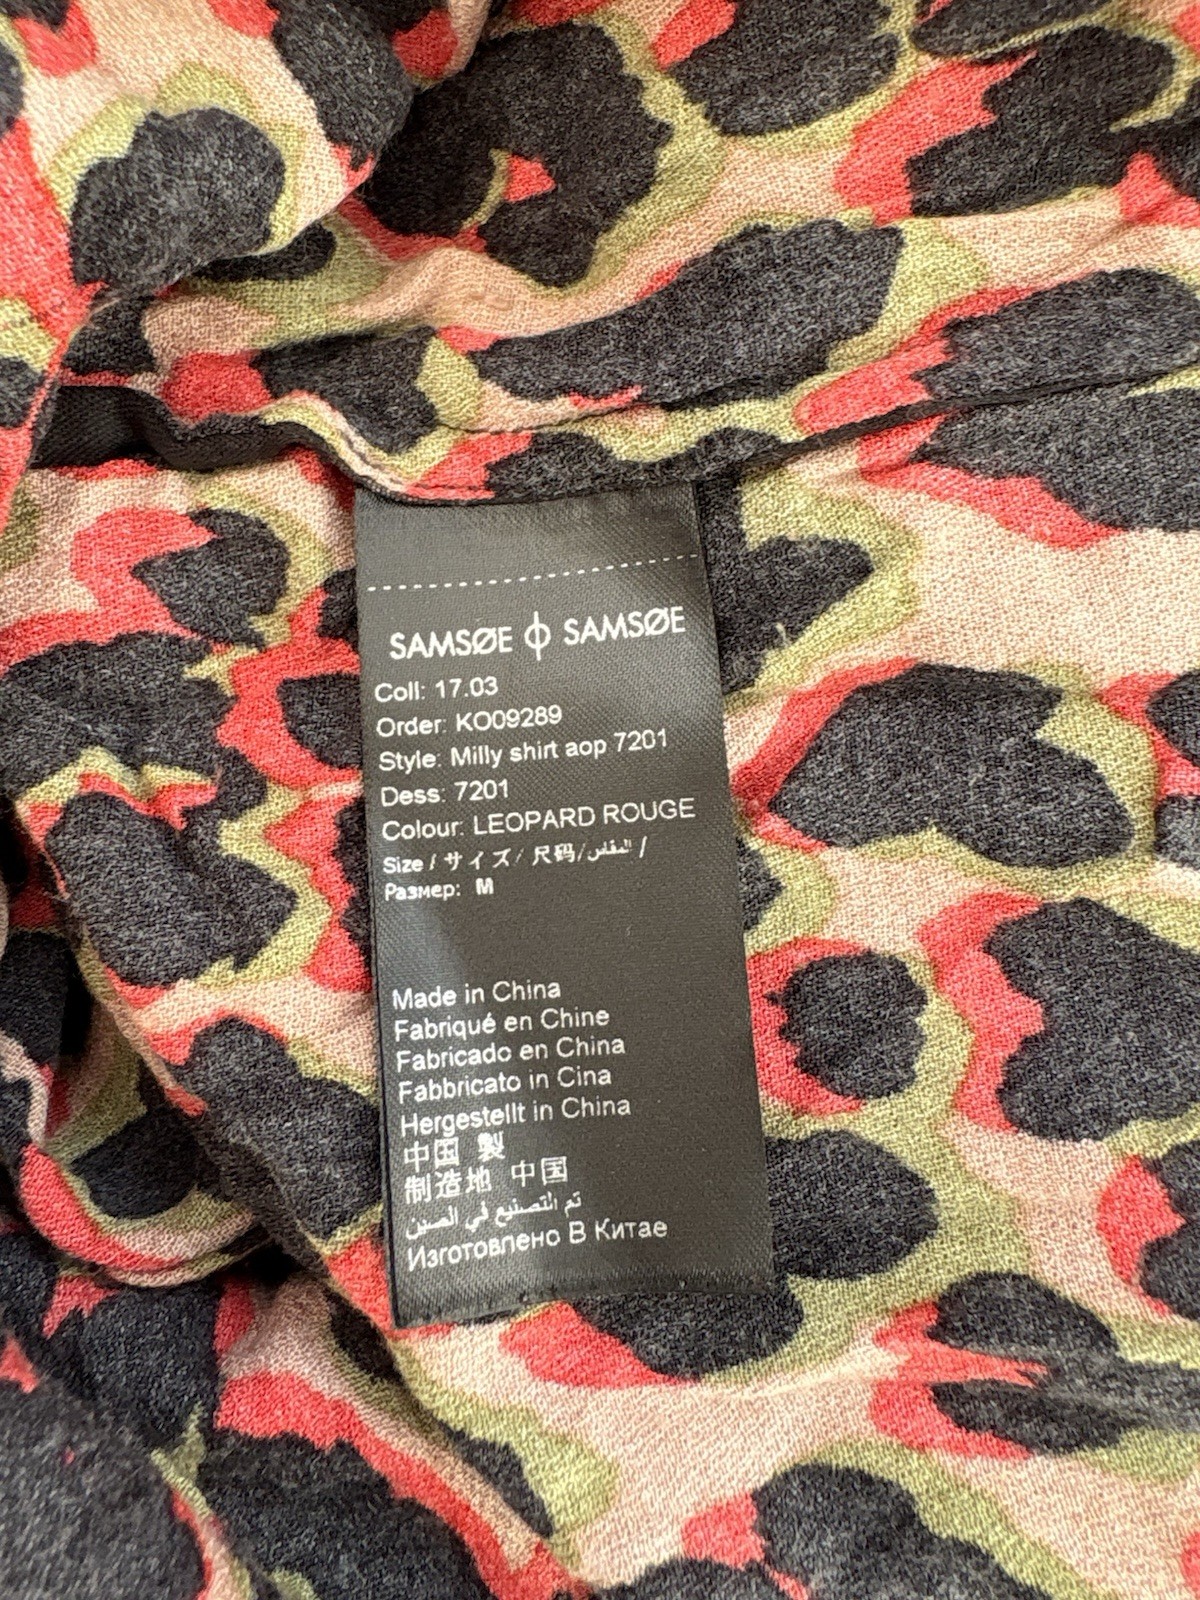 SAMSØE ϕ SAMSØE
Coll: 17.03
Order: KO09289
Style: Milly shirt aop 7201
Dess: 7201
Colour: LEOPARD ROUGE
Size / サイズ / 尺码/المقاس /
Размер: M
Made in China
Fabriqué en Chine
Fabricado en China
Fabbricato in Cina
Hergestellt in China
中国 製
制造地 中国
تم التصنيع في الصين
Изготовлено В Китае